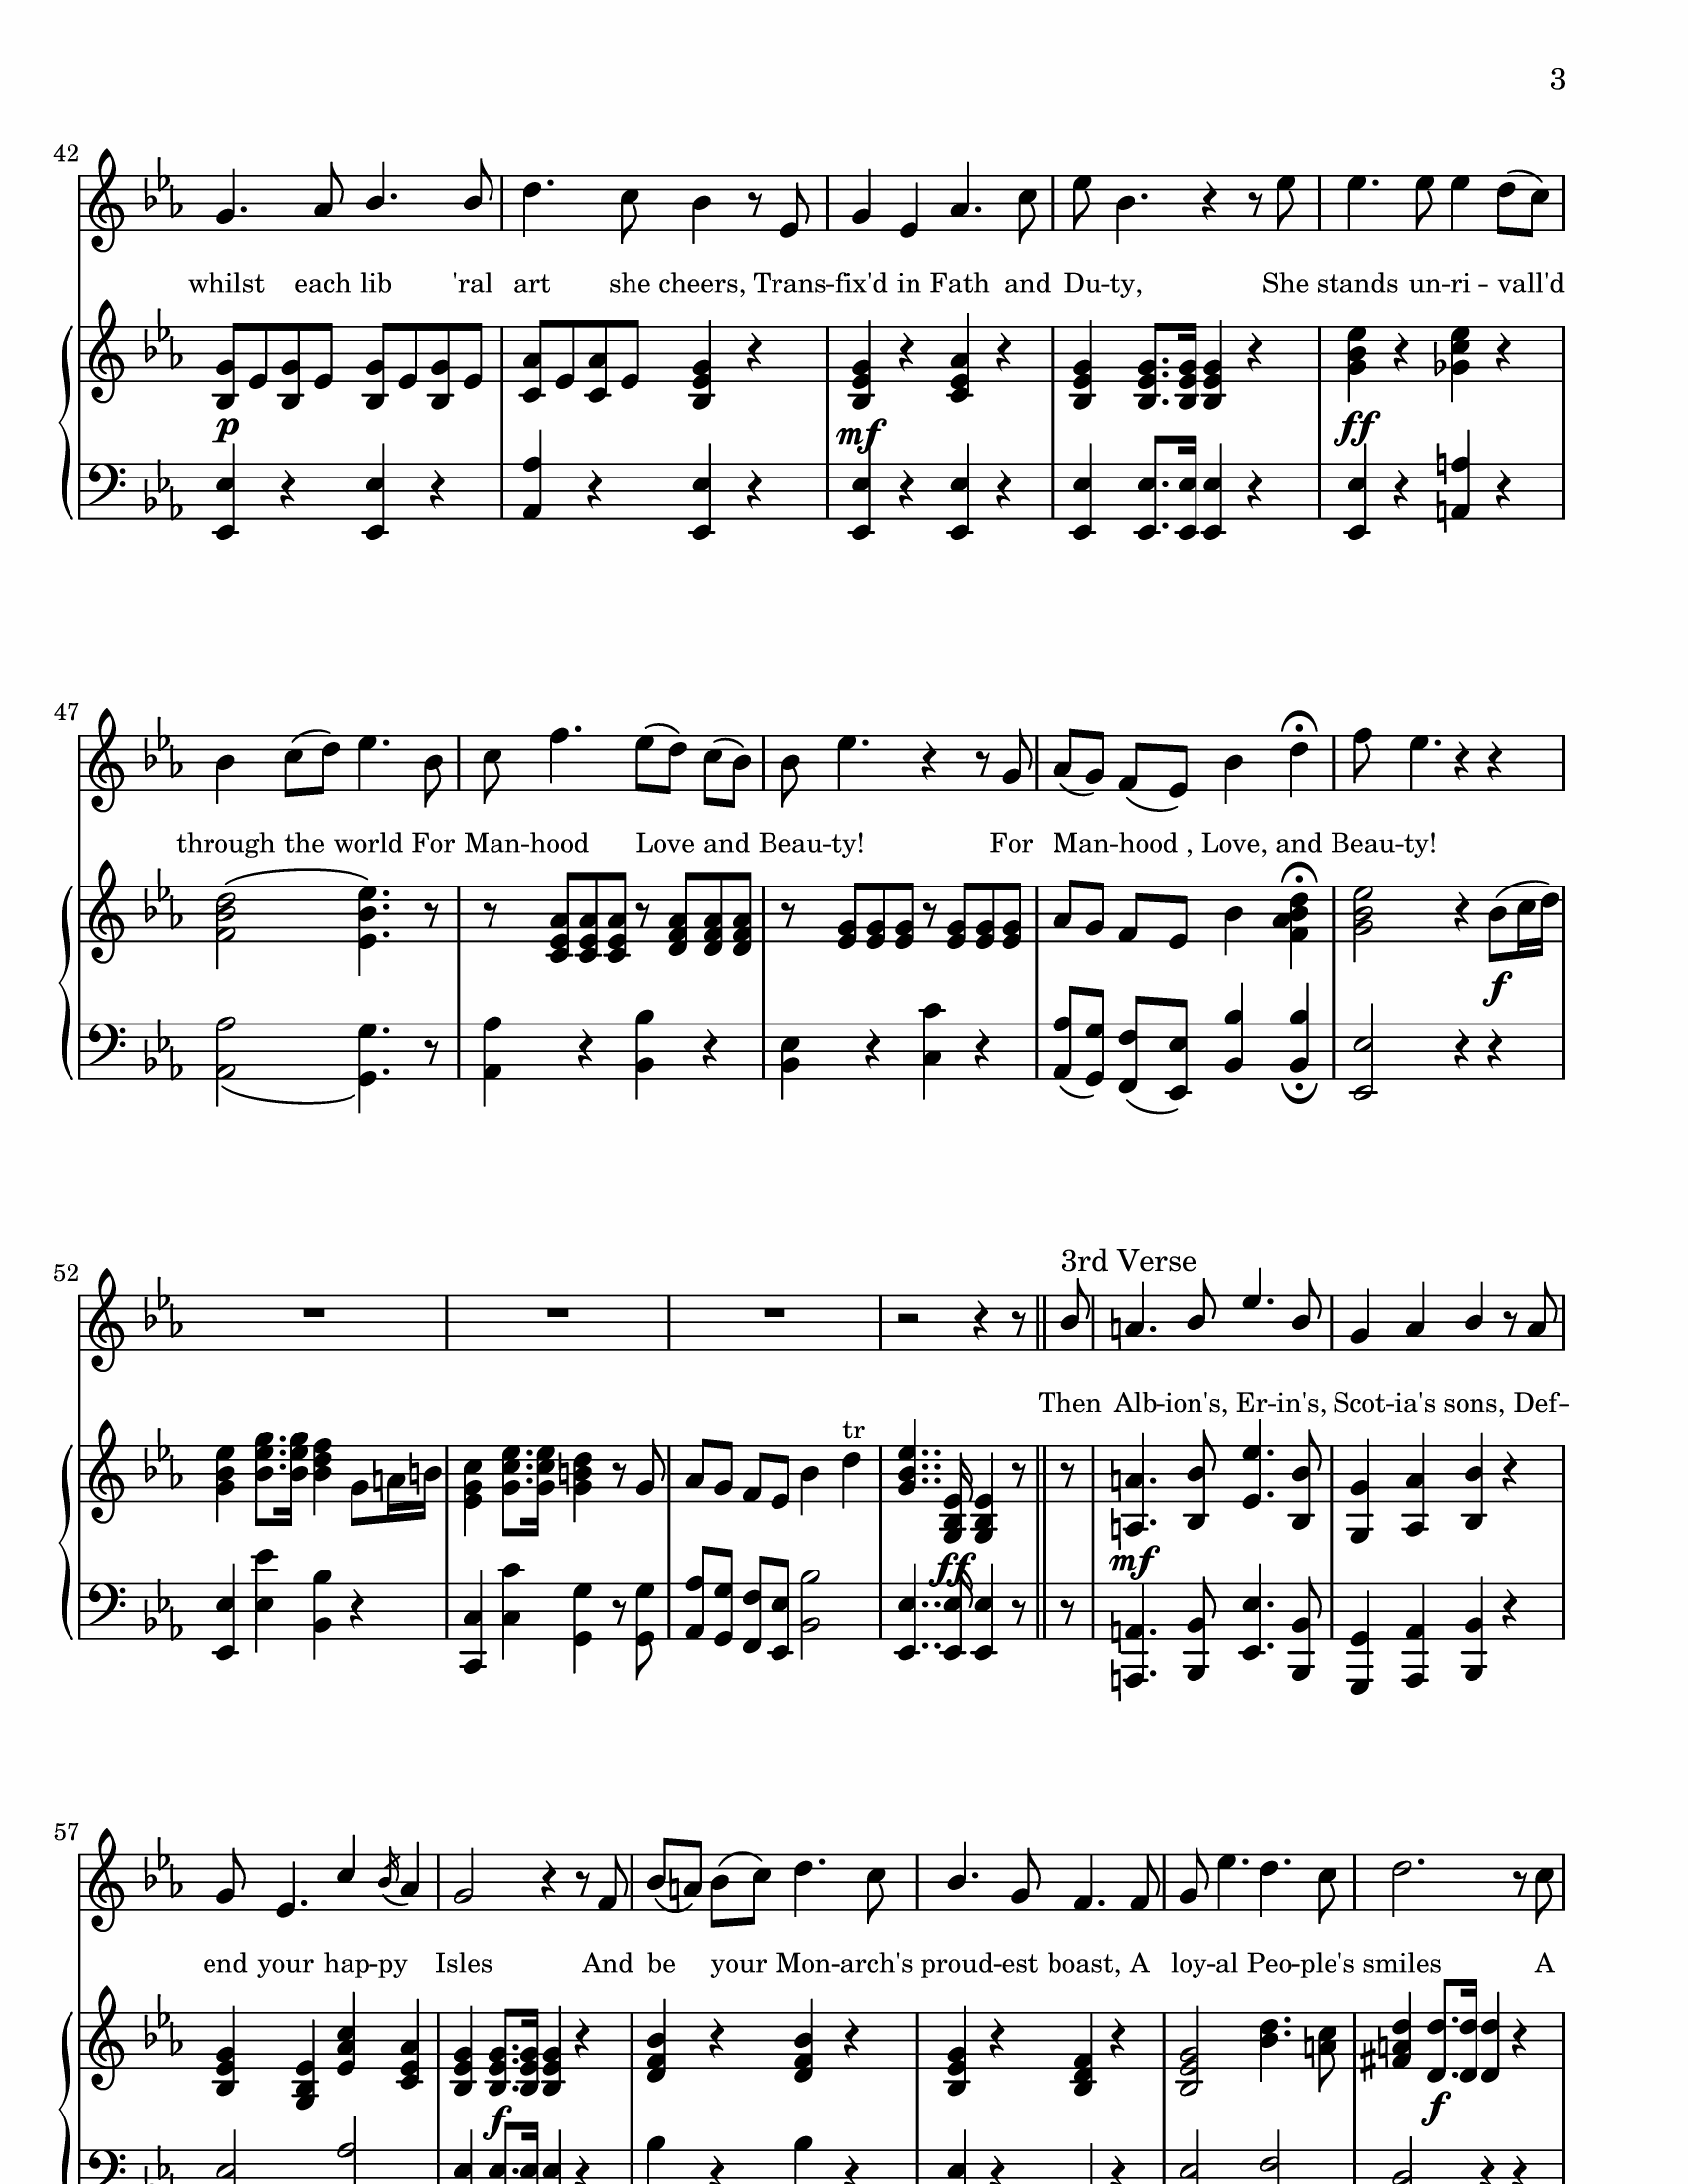 3
42
whilst each lib 'ral art she cheers, Trans -- fix'd in Fath and Du -- ty, She stands un -- ri -- vall'd
p mf ff
47
through the world For Man -- hood Love and Beau -- ty! For Man -- hood , Love, and Beau -- ty!
f
52
3rd Verse
Then Alb -- ion's, Er -- in's, Scot -- ia's sons, Def --
tr
ff mf
57
end your hap -- py Isles And be your Mon -- arch's proud -- est boast, A loy -- al Peo -- ple's smiles A
f f